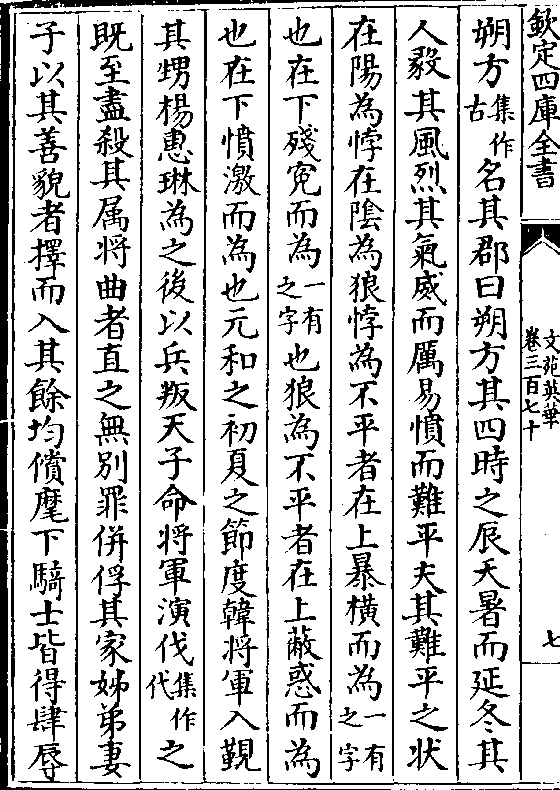 欽定四庫全書
文苑英華
卷三百七十
七
朔方集作古名其郡曰朔方其四時之辰夭暑而延冬其
人毅其風烈其氣威而厲易憤而難平夫其難平之狀
在陽為悖在陰為狼悖為不平者在上暴橫而為一有之字
也在下殘寃而為一有之字也狼為不平者在上蔽惑而為
也在下憤激而為也元和之初夏之節度韓將軍入覲
其甥楊惠琳為之後以兵叛天子命將軍演伐集作代之
既至盡殺其属將曲者直之無別罪併俘其家姊弟妻
子以其善貌者擇而入其餘均償麾下騎士皆得肆辱